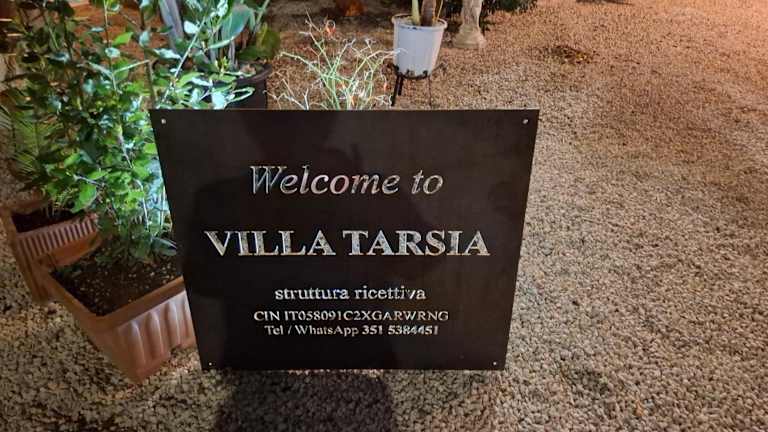 Welcome to
VILLA TARSIA
struttura ricettiva
CIN IT058091C2XGARWRNG
Tel / WhatsApp 351 5384451